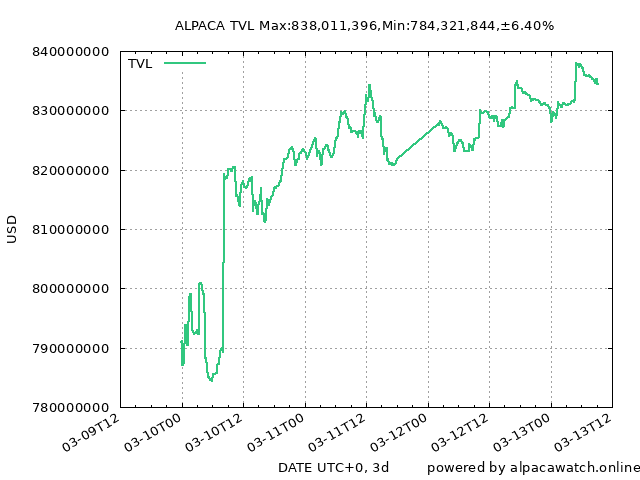 ALPACA TVL Max:838,011,396,Min:784,321,844,±6.40%
840000000
TVL
830000000
820000000
810000000
USD
800000000
790000000
780000000
03-09T12
03-10T00
03-10T12
03-11T00
03-11T12
03-12T00
03-12T12
03-13T00
03-13T12
DATE UTC+0, 3d
powered by alpacawatch.online